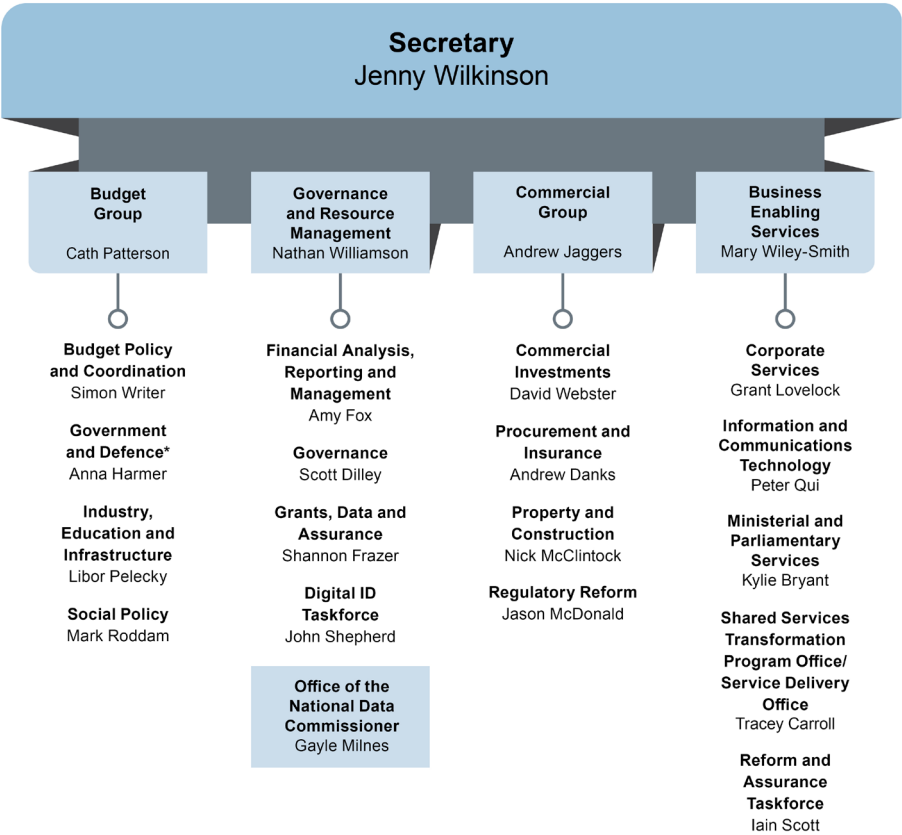 Secretary
Jenny Wilkinson
Budget
Group
Cath Patterson
Budget Policy
and Coordination
Simon Writer
Government
and Defence*
Anna Harmer
Industry,
Education and
Infrastructure
Libor Pelecky
Social Policy
Mark Roddam
Governance
and Resource
Management
Nathan Williamson
Financial Analysis,
Reporting and
Management
Amy Fox
Governance
Scott Dilley
Grants, Data and
Assurance
Shannon Frazer
Digital ID
Taskforce
John Shepherd
Office of the
National Data
Commissioner
Gayle Milnes
Commercial
Group
Andrew Jaggers
Commercial
Investments
David Webster
Procurement and
Insurance
Andrew Danks
Property and
Construction
Nick McClintock
Regulatory Reform
Jason McDonald
Business
Enabling
Services
Mary Wiley-Smith
Corporate
Services
Grant Lovelock
Information and
Communications
Technology
Peter Qui
Ministerial and
Parliamentary
Services
Kylie Bryant
Shared Services
Transformation
Program Office/
Service Delivery
Office
Tracey Carroll
Reform and
Assurance
Taskforce
Iain Scott